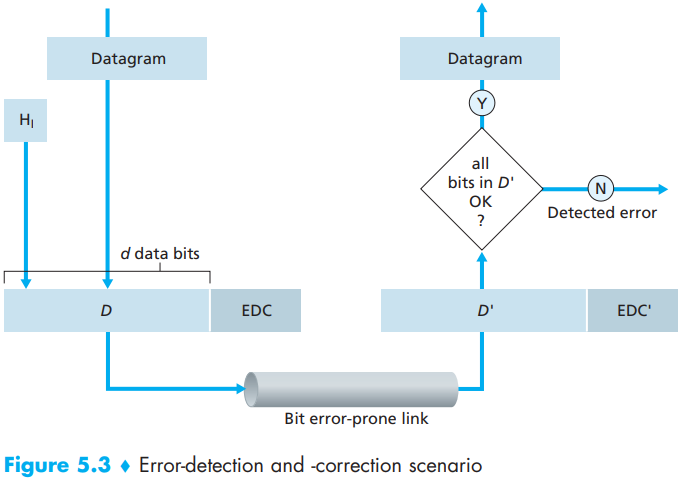 Datagram
Datagram
Y
HI
all
bits in D'
OK
?
N
Detected error
d data bits
D
EDC
D'
EDC'
Bit error-prone link
Figure 5.3 ♦ Error-detection and -correction scenario